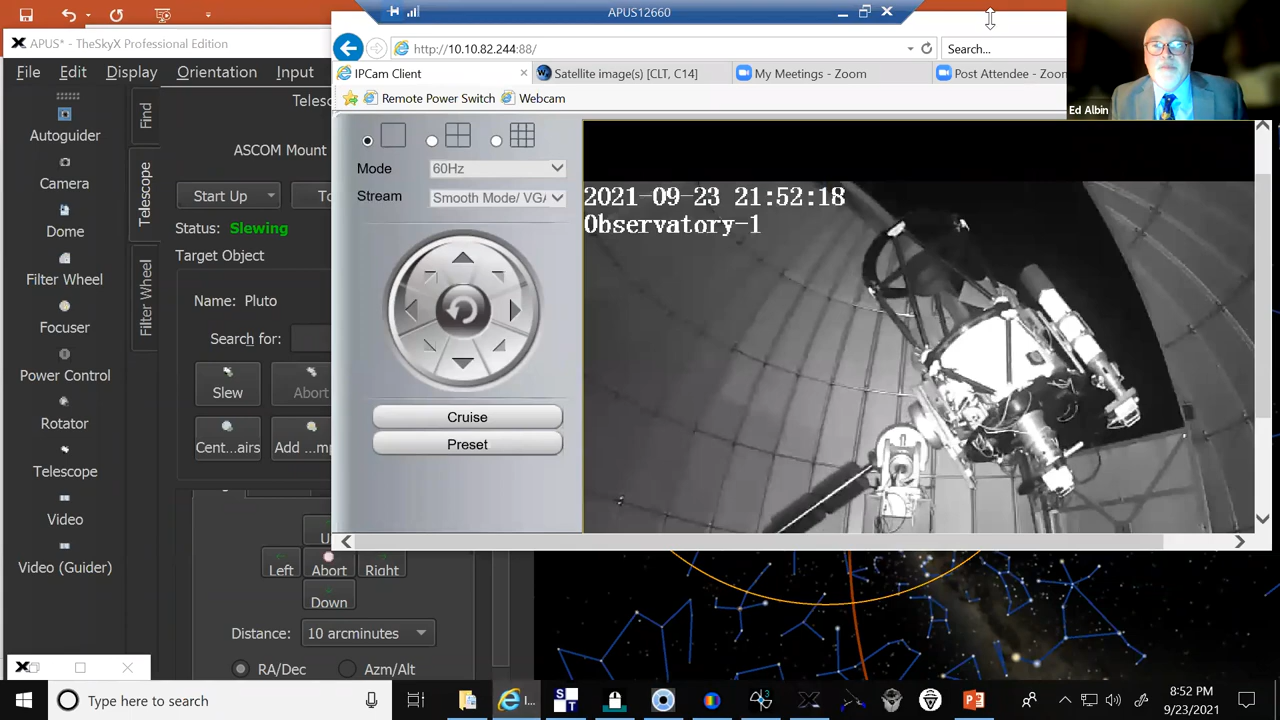 APUS12660
APUS* - TheSkyX Professional Edition
http://10.10.82.244:88/
Search...
File Edit Display Orientation Input
IPCam Client
Satellite image(s) [CLT, C14]
My Meetings - Zoom
Post Attendee - Zoom
Remote Power Switch
Webcam
Ed Albin
Autoguider
Camera
Dome
Filter Wheel
Focuser
Power Control
Rotator
Telescope
Video
Video (Guider)
Find
Telescope
Filter Wheel
ASCOM Mount
Start Up
Status: Slewing
Target Object
Name: Pluto
Search for:
Slew
Abort
Cent...airs
Add ...mp
Left
Abort
Right
Down
Distance: 10 arcminutes
RA/Dec
Azm/Alt
Mode 60Hz
Stream Smooth Mode/ VGA
Cruise
Preset
2021-09-23 21:52:18
Observatory-1
Type here to search
8:52 PM
9/23/2021